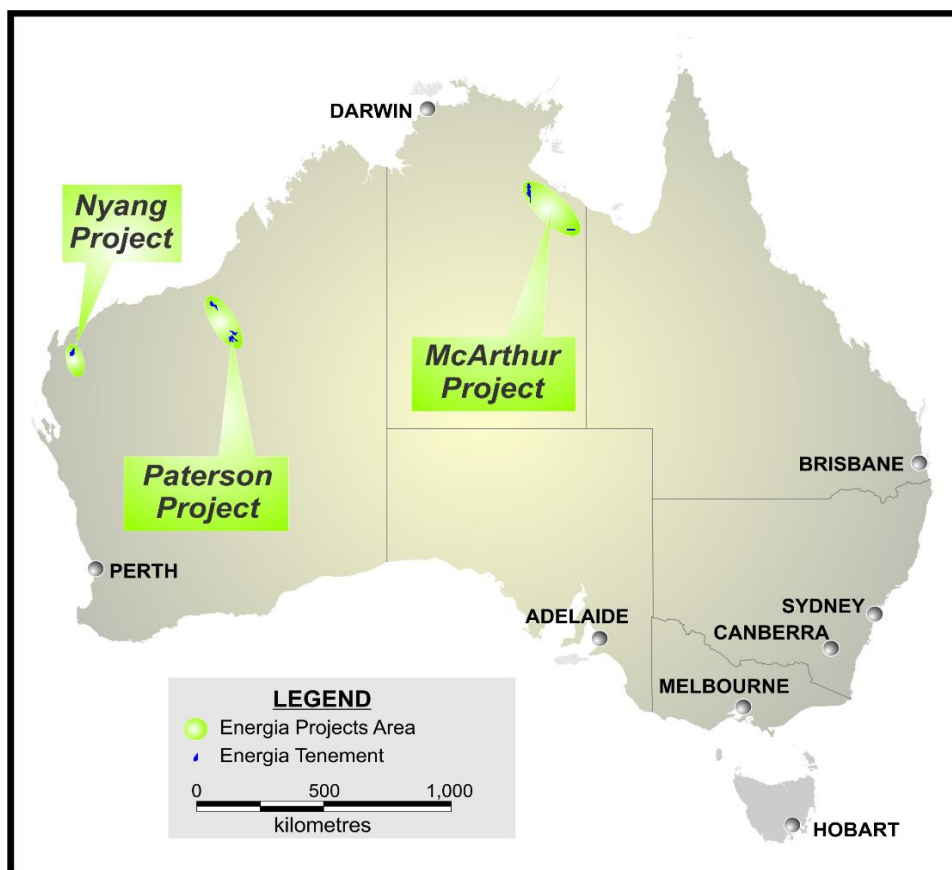 DARWIN
Nyang
Project
McArthur
Project
Paterson
Project
BRISBANE
PERTH
ADELAIDE
SYDNEY
CANBERRA
MELBOURNE
HOBART
LEGEND
Energia Projects Area
Energia Tenement
0 500 1,000
kilometres